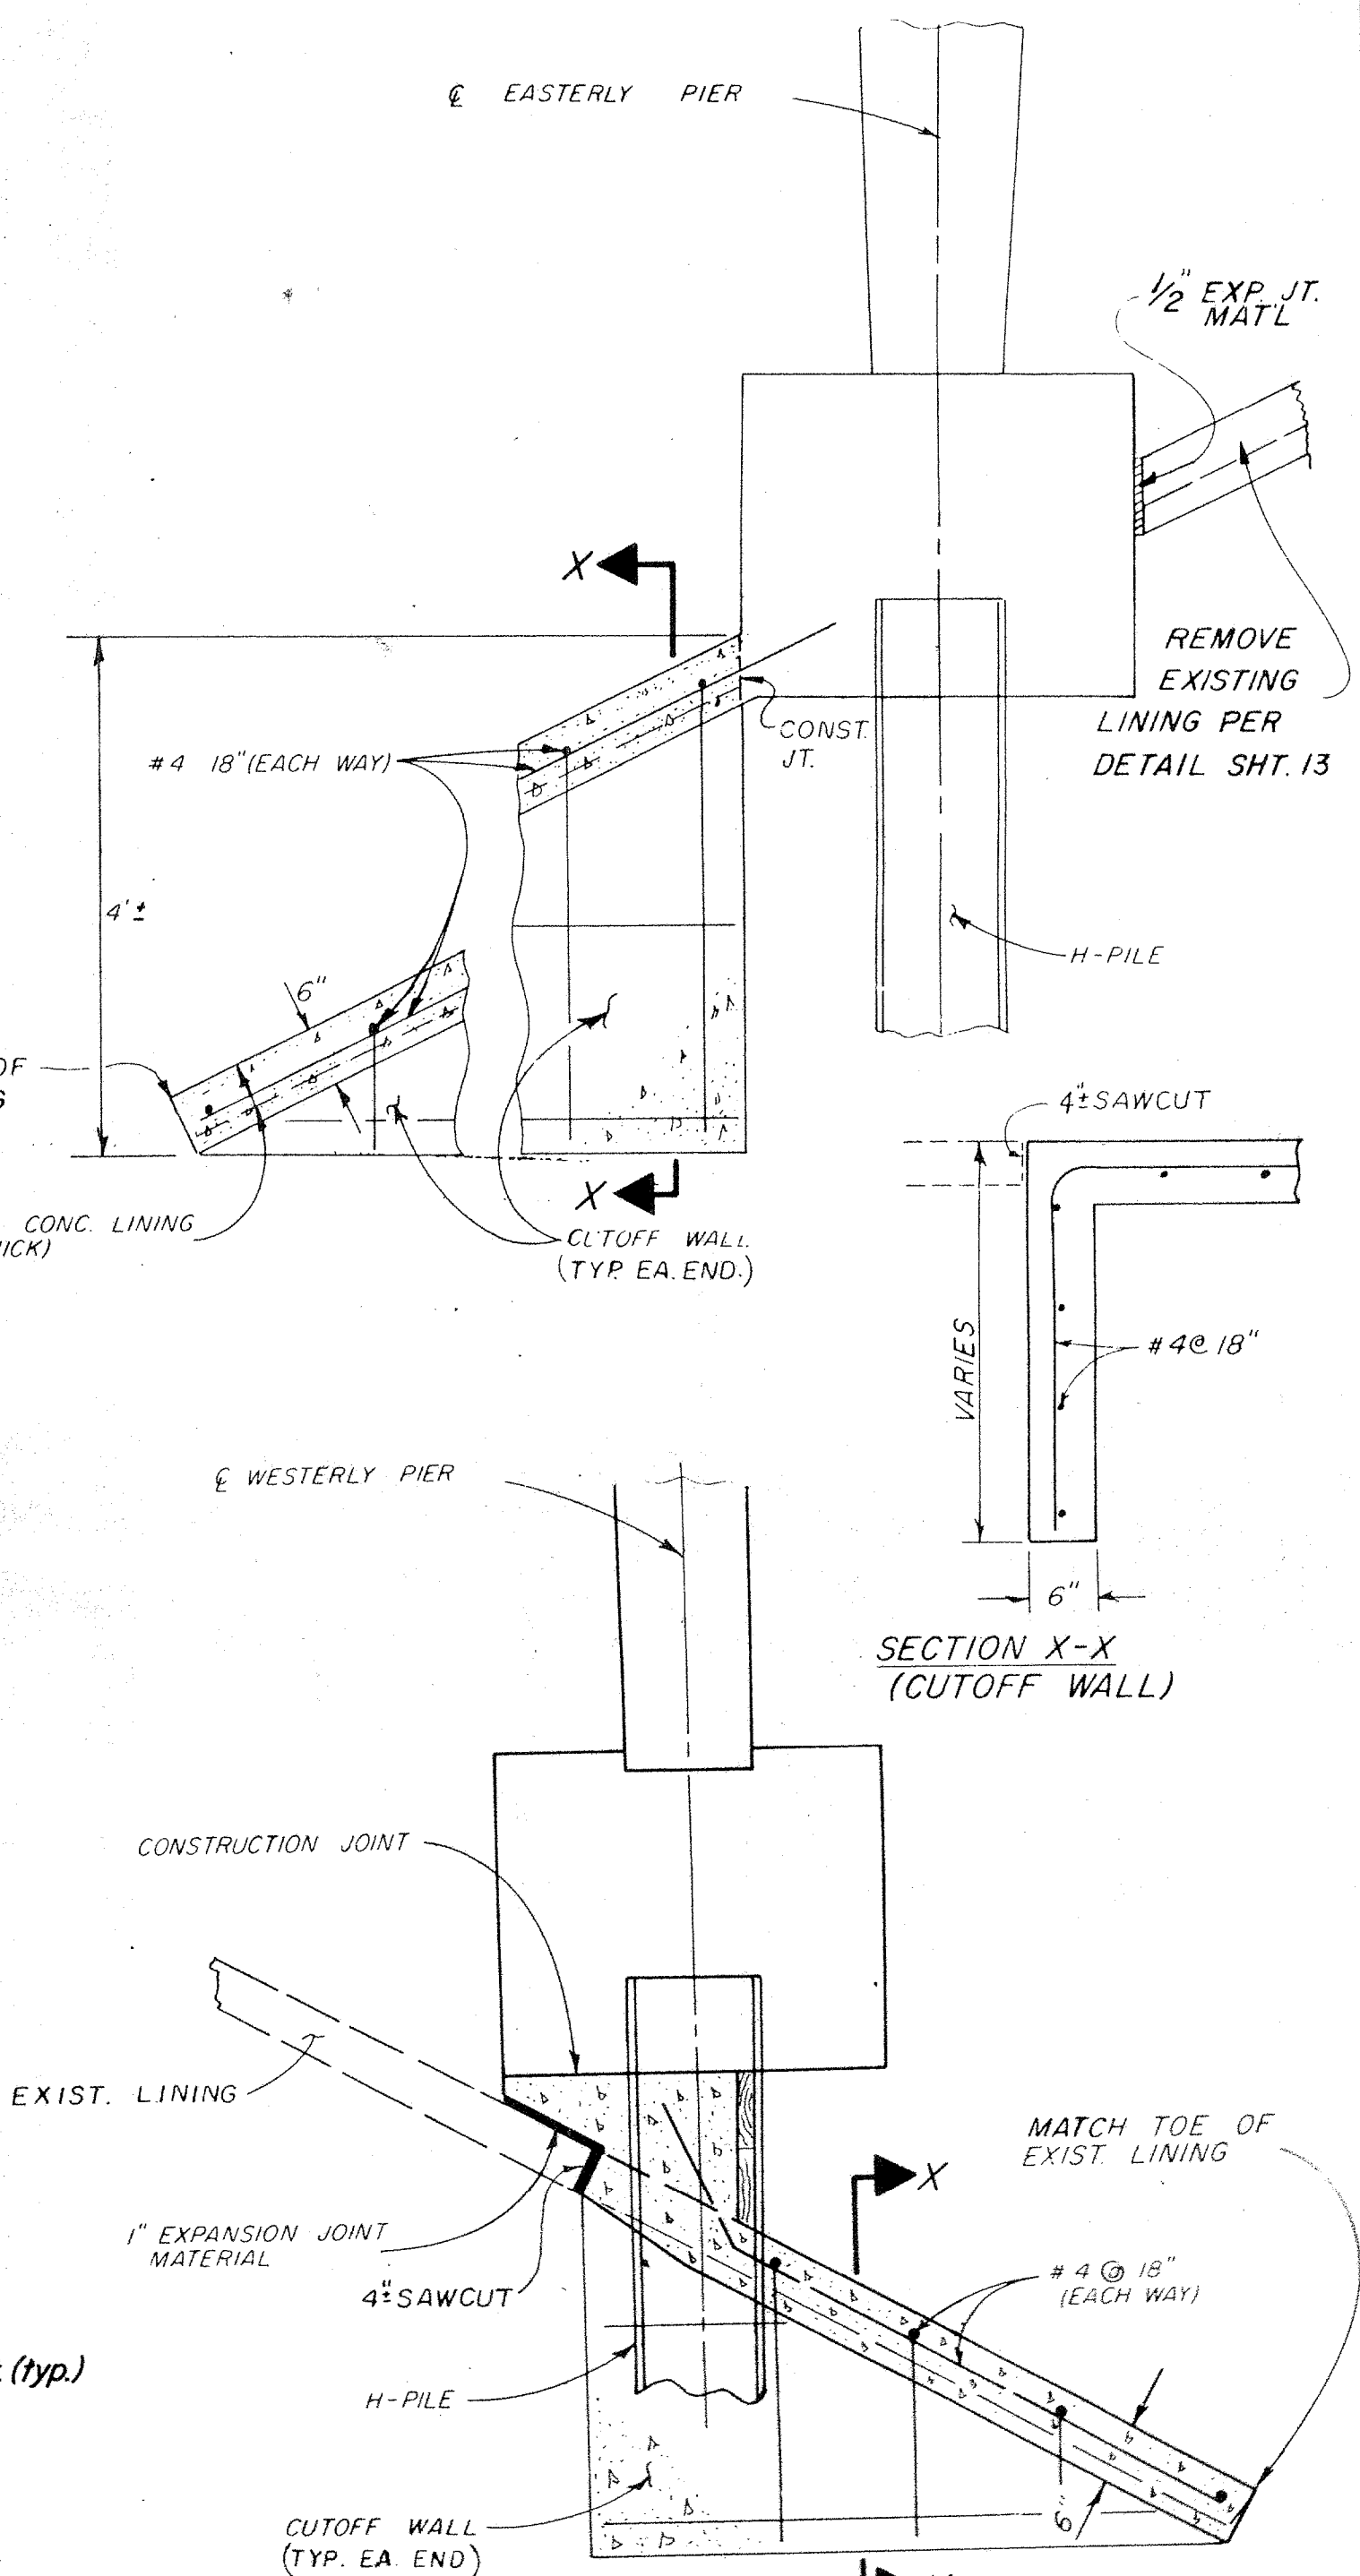 ℄ EASTERLY PIER
1/2" EXP. JT.
MAT'L
X
REMOVE
EXISTING
LINING PER
DETAIL SHT. 13
CONST.
JT.
#4 18"(EACH WAY)
4'±
H-PILE
6"
OF
4"± SAWCUT
X
CONC. LINING
CUTOFF WALL
(TYP. EA. END.)
VARIES
#4@ 18"
6"
SECTION X-X
(CUTOFF WALL)
℄ WESTERLY PIER
CONSTRUCTION JOINT
EXIST. LINING
MATCH TOE OF
EXIST. LINING
X
1" EXPANSION JOINT
MATERIAL
4"± SAWCUT
#4 @ 18"
(EACH WAY)
(typ.)
H-PILE
6"
CUTOFF WALL
(TYP. EA. END)